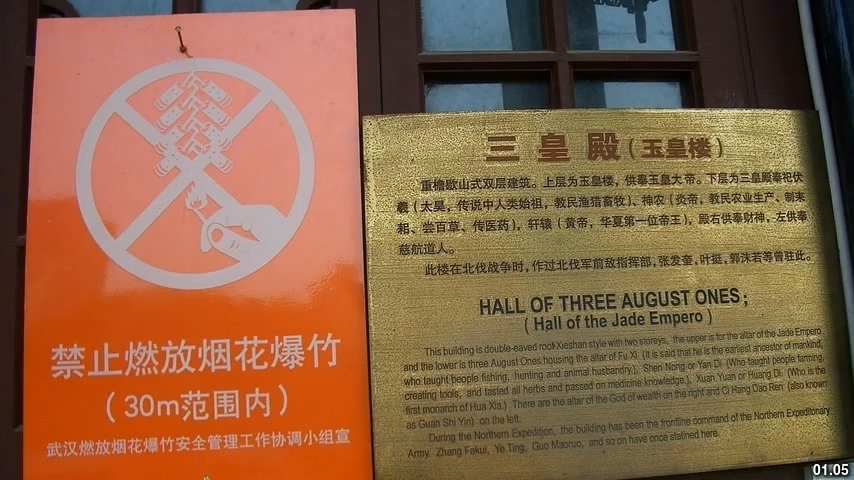 禁止燃放烟花爆竹
（30m范围内）
武汉燃放烟花爆竹安全管理工作协调小组宣
三皇殿（玉皇楼）
重檐歇山式双层建筑。上层为玉皇楼，供奉玉皇大帝。下层为三皇殿奉祀伏
羲（太昊，传说中人类始祖，教民渔猎畜牧）、神农（炎帝，教民农业生产、制耒
耜、尝百草、传医药），轩辕（黄帝，华夏第一位帝王），殿右供奉财神，左供奉
慈航道人。
此楼在北伐战争时，作过北伐军前敌指挥部，张发奎，叶挺，郭沫若等曾驻此。
HALL OF THREE AUGUST ONES;
( Hall of the Jade Empero )
This building is double-eaved roof Xieshan style with two storeys, the upper is for the altar of the Jade Empero
and the lower is three August Ones housing the altar of Fu Xi (It is said that he is the earliest ancestor of mankind,
who taught people fishing, hunting and animal husbandry.), Shen Nong or Yan Di (Who taught people farming,
creating tools, and tasted all herbs and passed on medicine knowledge.), Xuan Yuan or Huang Di. (Who is the
first monarch of Hua Xia.) There are the altar of the God of wealth on the right and Ci Hang Dao Ren (also known
as Guan Shi Yin) on the left.
During the Northern Expedition, the building has been the frontline command of the Northern Expeditionary
Army. Zhang Fakui, Ye Ting, Guo Maoruo, and so on have once statined here.
01.05